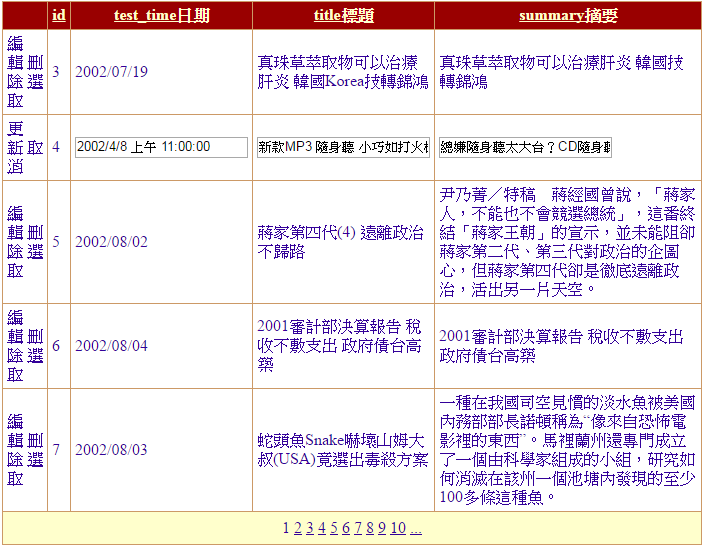 id test_time日期 title標題 summary摘要
編
輯 刪
除 選
取
3
2002/07/19
真珠草萃取物可以治療
肝炎 韓國Korea技轉錦鴻
真珠草萃取物可以治療肝炎 韓國技
轉錦鴻
更
新 取
消
4
2002/4/8 上午 11:00:00
新款MP3 隨身聽 小巧如打火
總嫌隨身聽太大台？CD隨身
編
輯 刪
除 選
取
5
2002/08/02
蔣家第四代(4) 遠離政治
不歸路
尹乃菁／特稿　蔣經國曾說，「蔣家
人，不能也不會競選總統」，這番終
結「蔣家王朝」的宣示，並未能阻卻
蔣家第二代、第三代對政治的企圖
心，但蔣家第四代卻是徹底遠離政
治，活出另一片天空。
編
輯 刪
除 選
取
6
2002/08/04
2001審計部決算報告 稅
收不敷支出 政府債台高
築
2001審計部決算報告 稅收不敷支出
政府債台高築
編
輯 刪
除 選
取
7
2002/08/03
蛇頭魚Snake嚇壞山姆大
叔(USA)竟選出毒殺方案
一種在我國司空見慣的淡水魚被美國
內務部部長諾頓稱為“像來自恐怖電
影裡的東西”。馬裡蘭州還專門成立
了一個由科學家組成的小組，研究如
何消滅在該州一個池塘內發現的至少
100多條這種魚。
1 2 3 4 5 6 7 8 9 10 ...